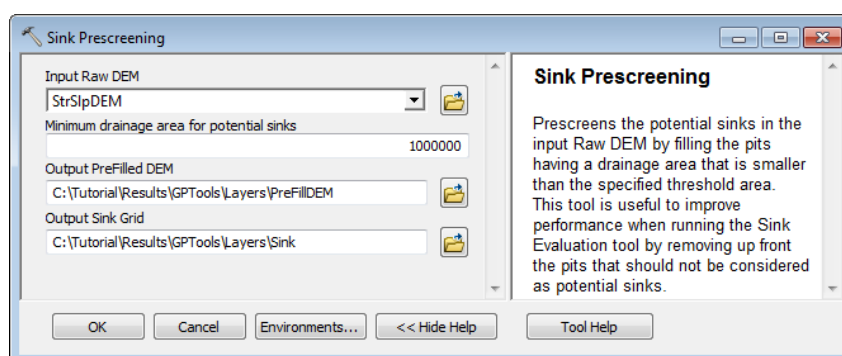 Sink Prescreening
Input Raw DEM
StrSlpDEM
Minimum drainage area for potential sinks
1000000
Output PreFilled DEM
C:\Tutorial\Results\GPTools\Layers\PreFillDEM
Output Sink Grid
C:\Tutorial\Results\GPTools\Layers\Sink
Sink Prescreening
Prescreens the potential sinks in the
input Raw DEM by filling the pits
having a drainage area that is smaller
than the specified threshold area.
This tool is useful to improve
performance when running the Sink
Evaluation tool by removing up front
the pits that should not be considered
as potential sinks.
OK
Cancel
Environments...
<< Hide Help
Tool Help